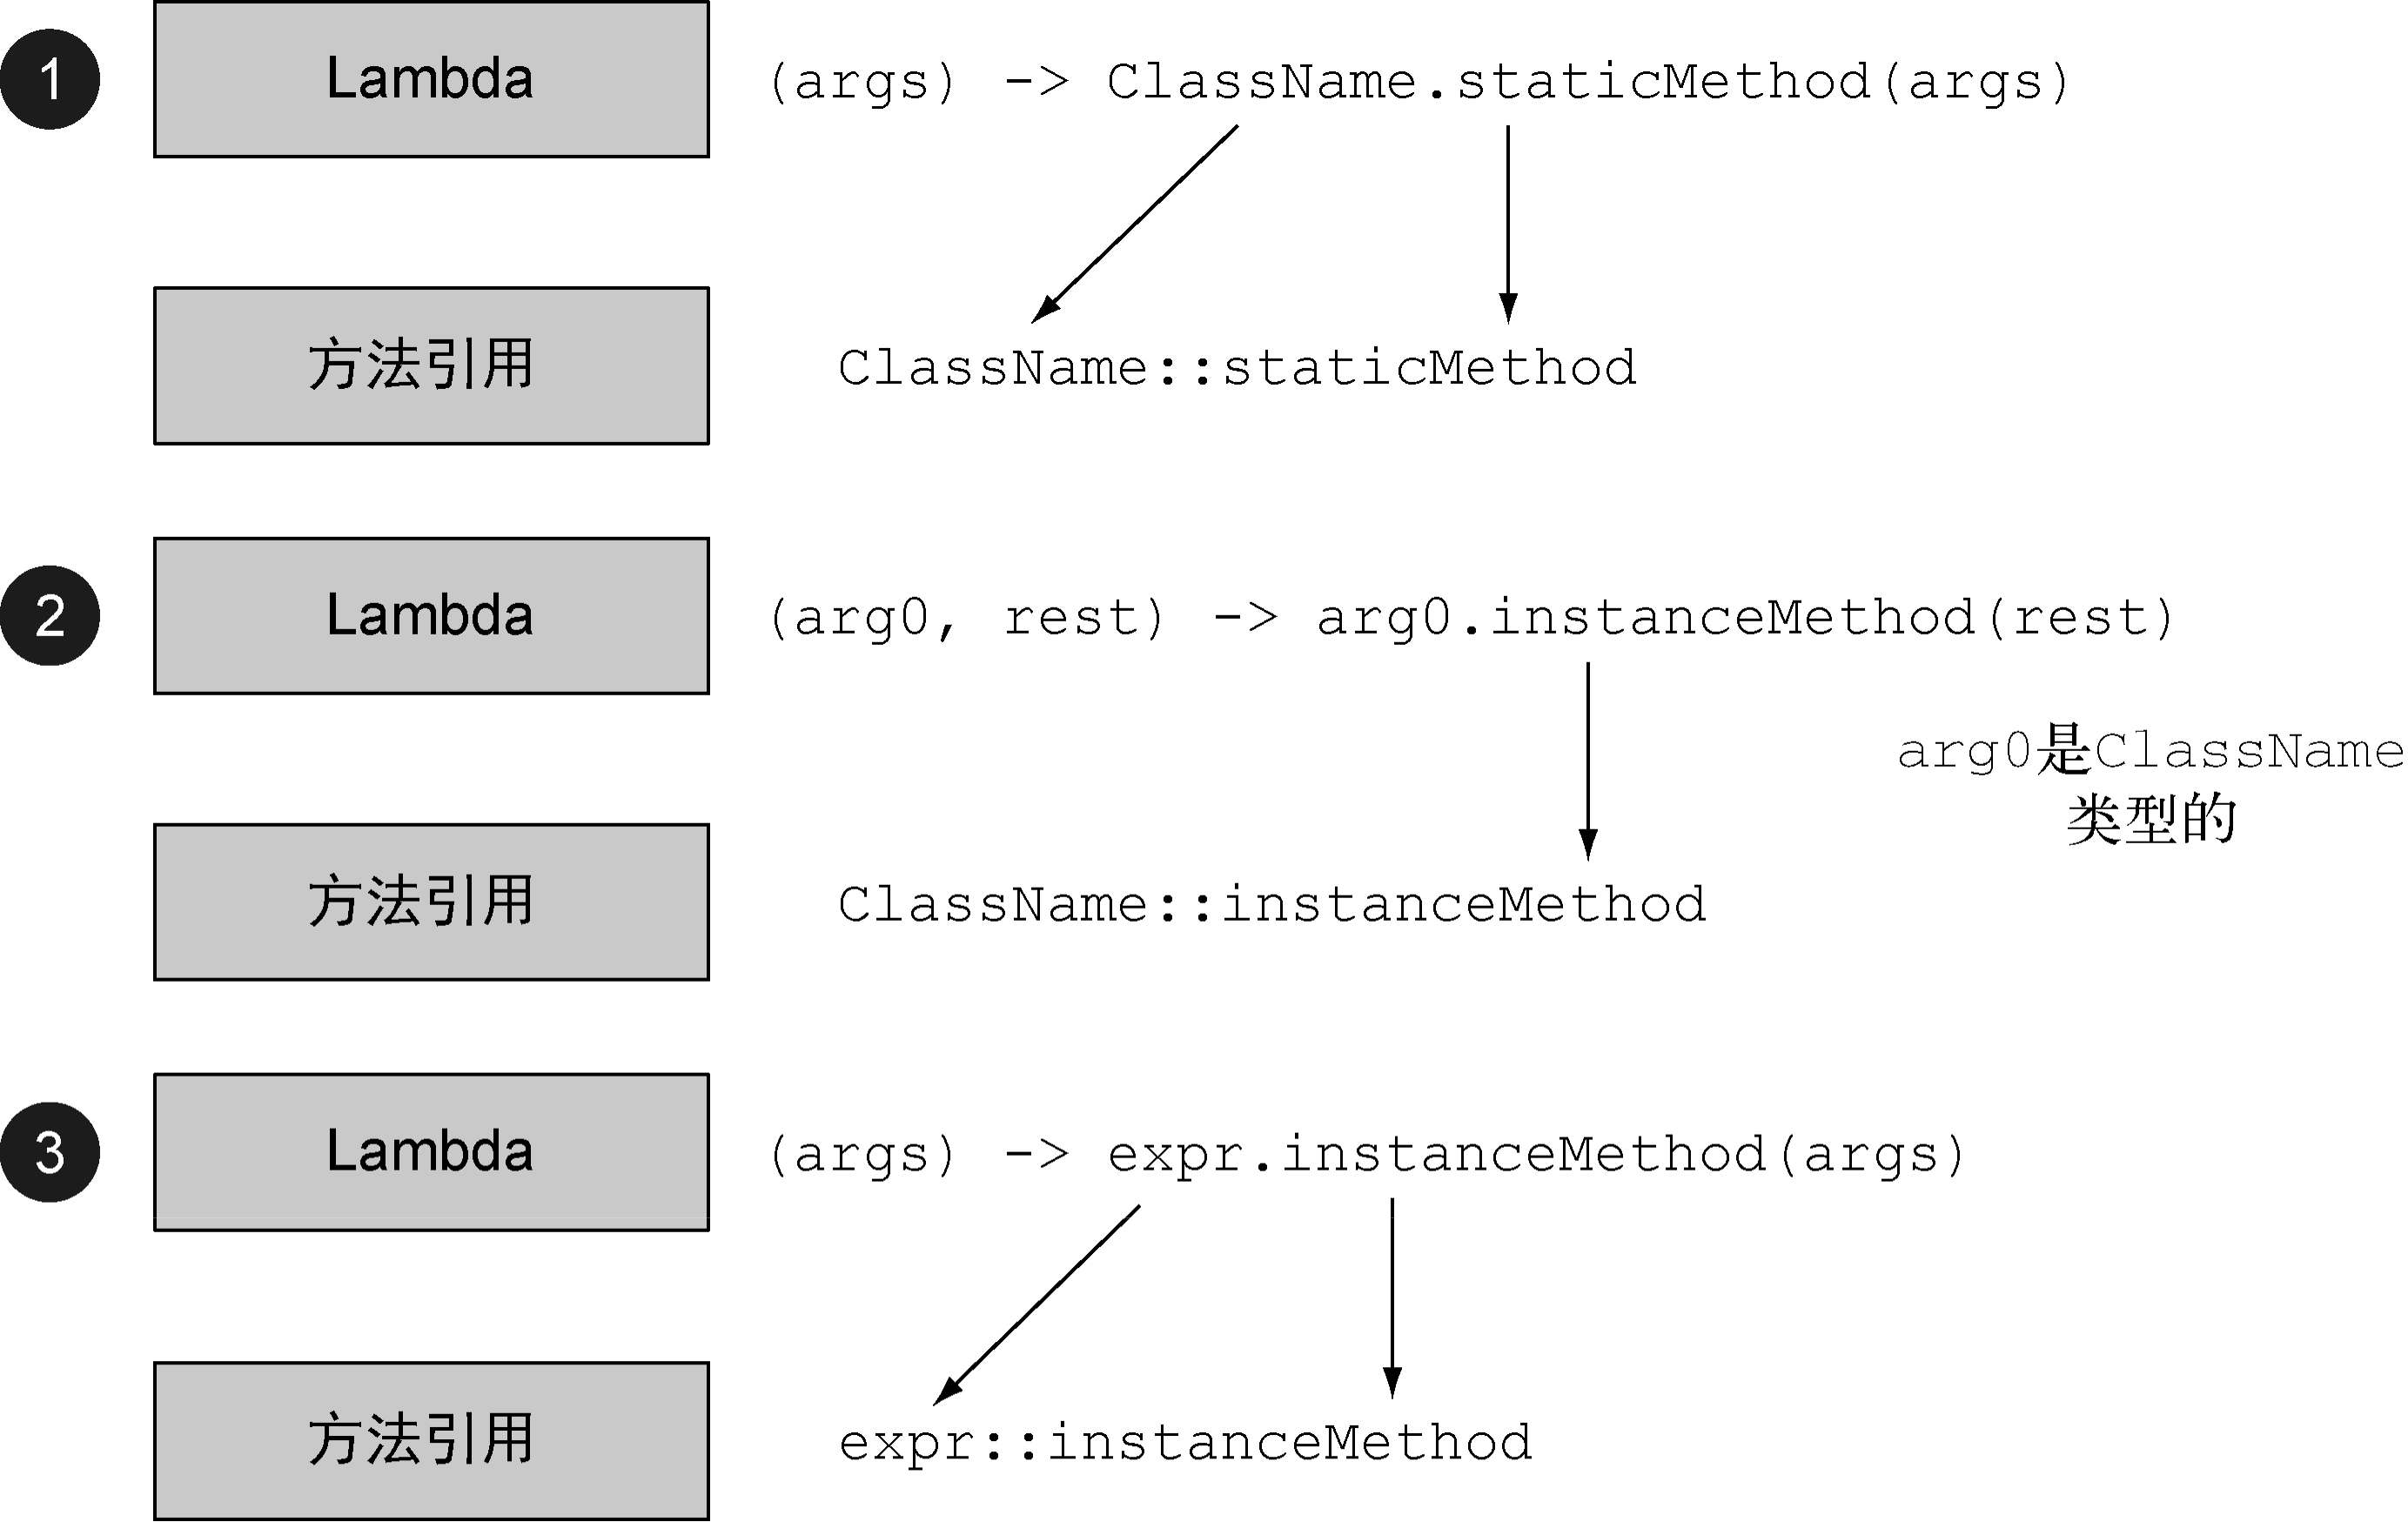 1
Lambda
(args) -> ClassName.staticMethod(args)
方法引用
ClassName::staticMethod
2
Lambda
(arg0, rest) -> arg0.instanceMethod(rest)
arg0是ClassName
类型的
方法引用
ClassName::instanceMethod
3
Lambda
(args) -> expr.instanceMethod(args)
方法引用
expr::instanceMethod